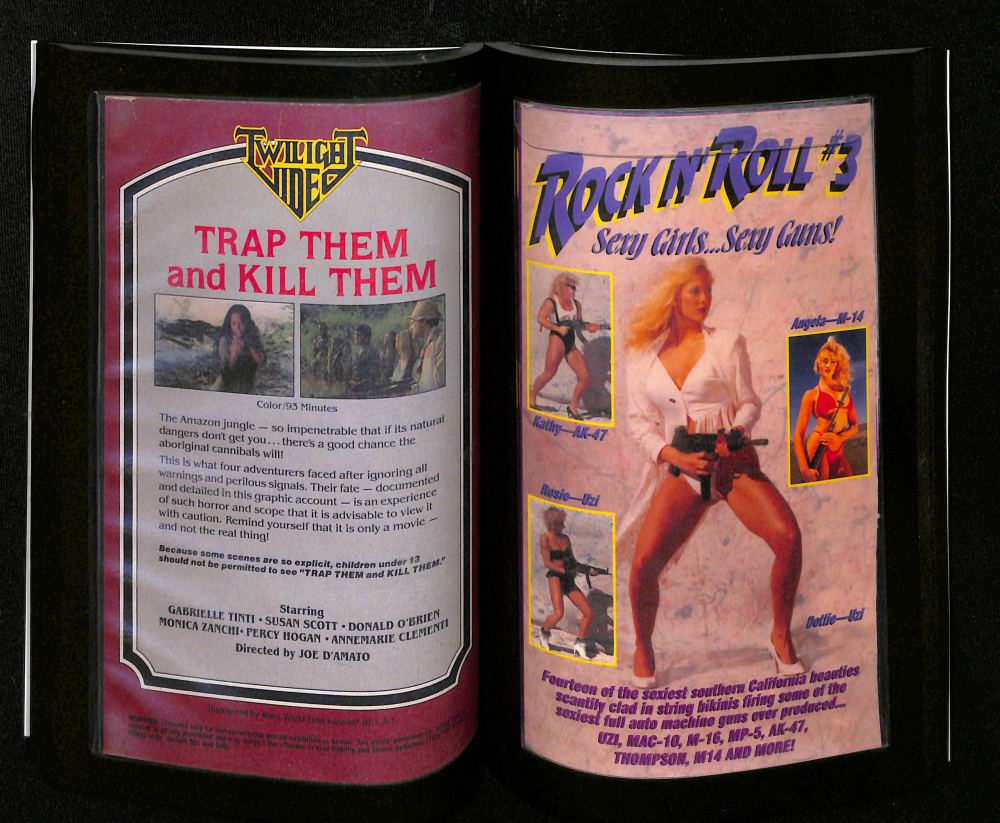 TWILIGHT
VIDEO
TRAP THEM
and KILL THEM
Color/93 Minutes
The Amazon jungle — so impenetrable that if its natural
dangers don't get you... there's a good chance the
aboriginal cannibals will!
This is what four adventurers faced after ignoring all
warnings and perilous signals. Their fate — documented
and detailed in this graphic account — is an experience
of such horror and scope that it is advisable to view it
with caution. Remind yourself that it is only a movie —
and not the real thing!
Because some scenes are so explicit, children under 13
should not be permitted to see "TRAP THEM and KILL THEM."
Starring
GABRIELLE TINTI • SUSAN SCOTT • DONALD O'BRIEN
MONICA ZANCHI • PERCY HOGAN • ANNEMARIE CLEMENTI
Directed by JOE D'AMATO
Distributed by Trans World Entertainment (U.S.A.)
ROCK N' ROLL #3
Sexy Girls...Sexy Guns!
Angela—M-14
Kathy—AK-47
Rosie—Uzi
Dottie—Uzi
Fourteen of the sexiest southern California beauties
scantily clad in string bikinis firing some of the
sexiest full auto machine guns ever produced...
UZI, MAC-10, M-16, MP-5, AK-47,
THOMPSON, M14 AND MORE!